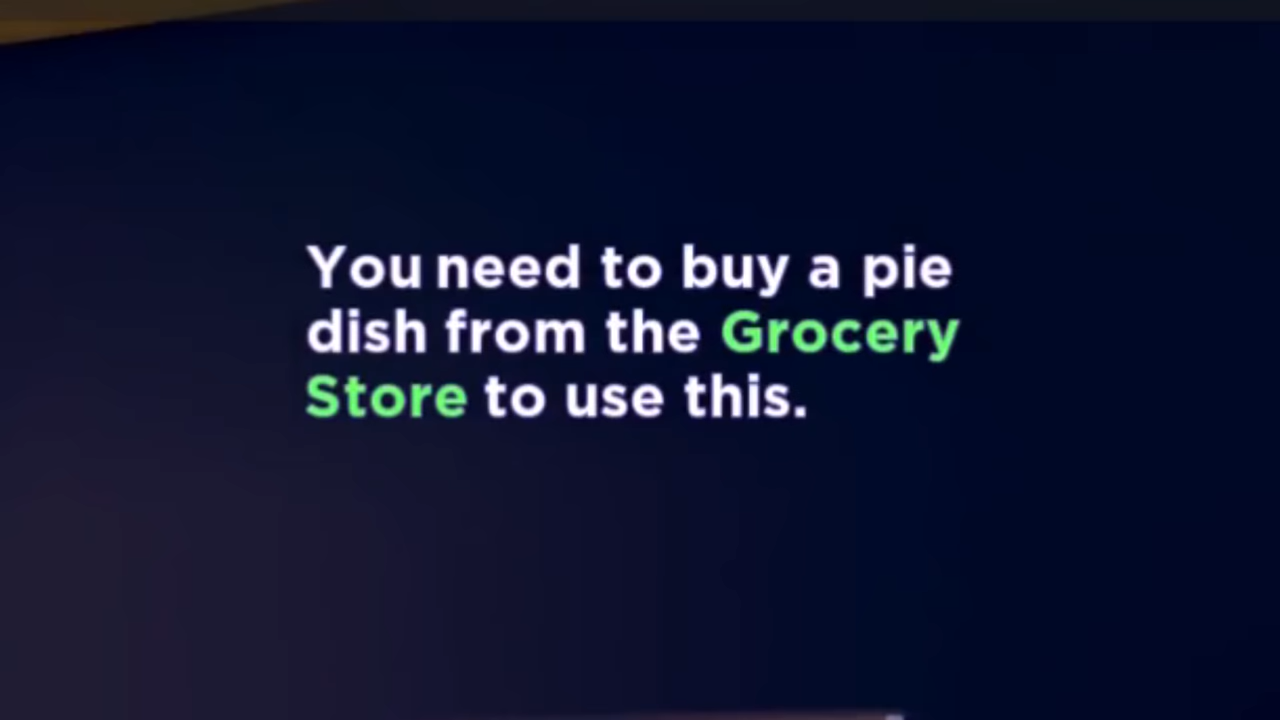 You need to buy a pie
dish from the Grocery
Store to use this.